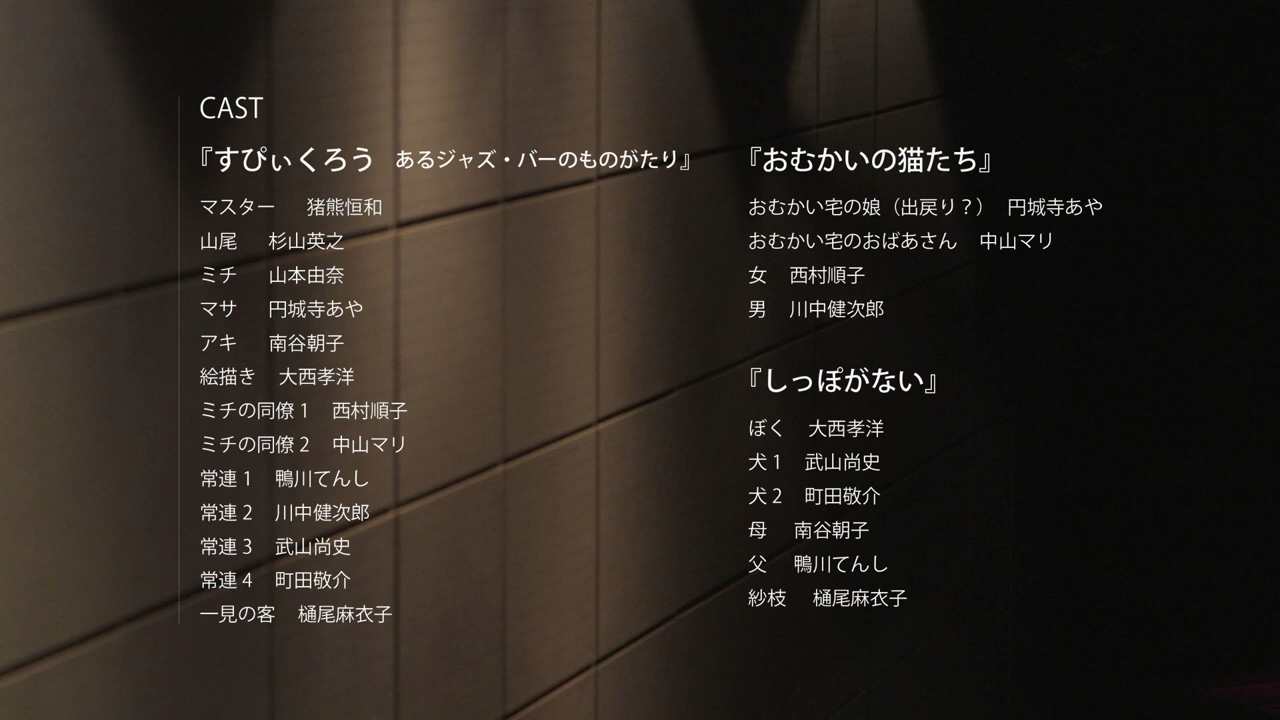 CAST
『すぴぃくろう　あるジャズ・バーのものがたり』
マスター　猪熊恒和
山尾　杉山英之
ミチ　山本由奈
マサ　円城寺あや
アキ　南谷朝子
絵描き　大西孝洋
ミチの同僚 1　西村順子
ミチの同僚 2　中山マリ
常連 1　鴨川てんし
常連 2　川中健次郎
常連 3　武山尚史
常連 4　町田敬介
一見の客　樋尾麻衣子
『おむかいの猫たち』
おむかい宅の娘（出戻り？）　円城寺あや
おむかい宅のおばあさん　中山マリ
女　西村順子
男　川中健次郎
『しっぽがない』
ぼく　大西孝洋
犬 1　武山尚史
犬 2　町田敬介
母　南谷朝子
父　鴨川てんし
紗枝　樋尾麻衣子